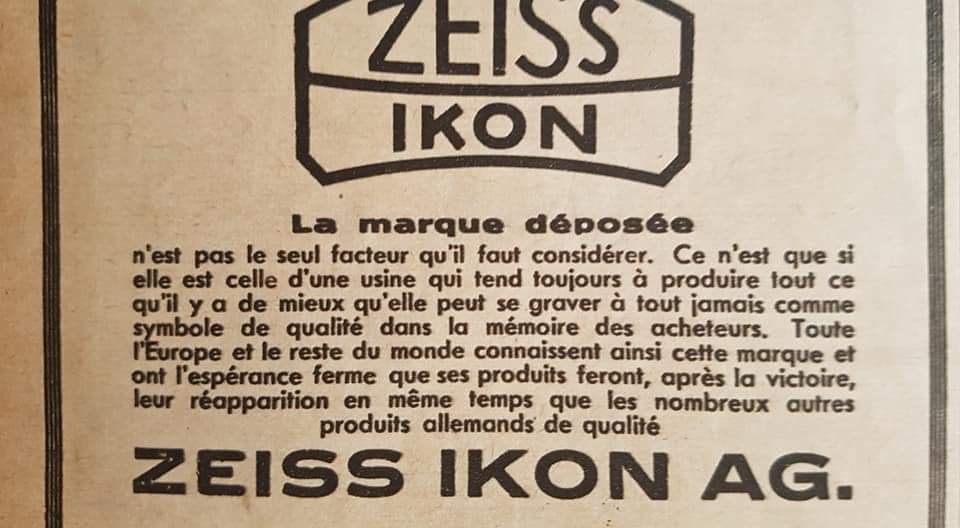 ZEISS
IKON
La marque déposée
n'est pas le seul facteur qu'il faut considérer. Ce n'est que si
elle est celle d'une usine qui tend toujours à produire tout ce
qu'il y a de mieux qu'elle peut se graver à tout jamais comme
symbole de qualité dans la mémoire des acheteurs. Toute
l'Europe et le reste du monde connaissent ainsi cette marque et
ont l'espérance ferme que ses produits feront, après la victoire,
leur réapparition en même temps que les nombreux autres
produits allemands de qualité
ZEISS IKON AG.